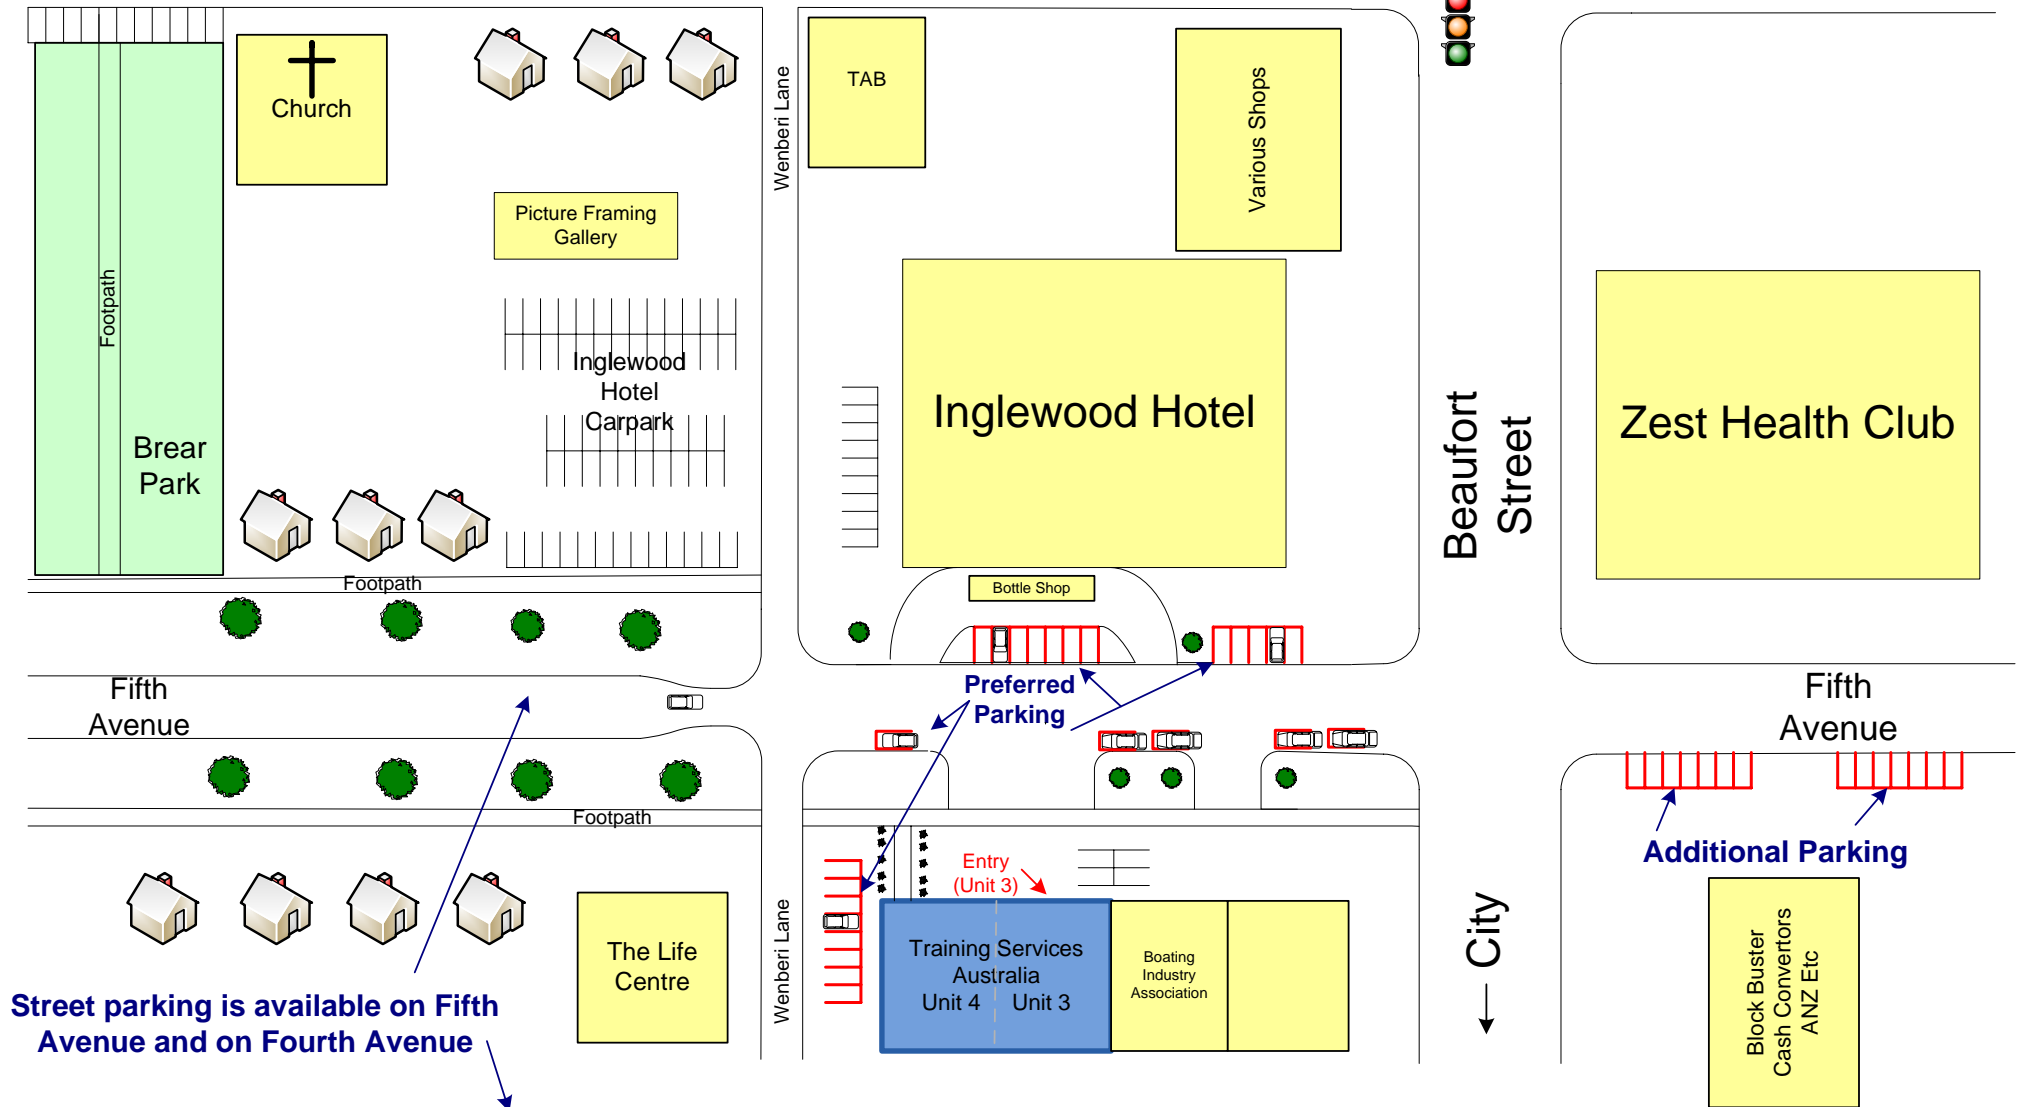 Church
Wenberi Lane
TAB
Various Shops
Picture Framing
Gallery
Footpath
Inglewood
Hotel
Carpark
Brear
Park
Inglewood Hotel
Beaufort
Street
Zest Health Club
Footpath
Bottle Shop
Fifth
Avenue
Preferred
Parking
Fifth
Avenue
Footpath
Additional Parking
Entry
(Unit 3)
The Life
Centre
Wenberi Lane
Training Services
Australia
Unit 4 Unit 3
Boating
Industry
Association
City
Block Buster
Cash Convertors
ANZ Etc
Street parking is available on Fifth
Avenue and on Fourth Avenue